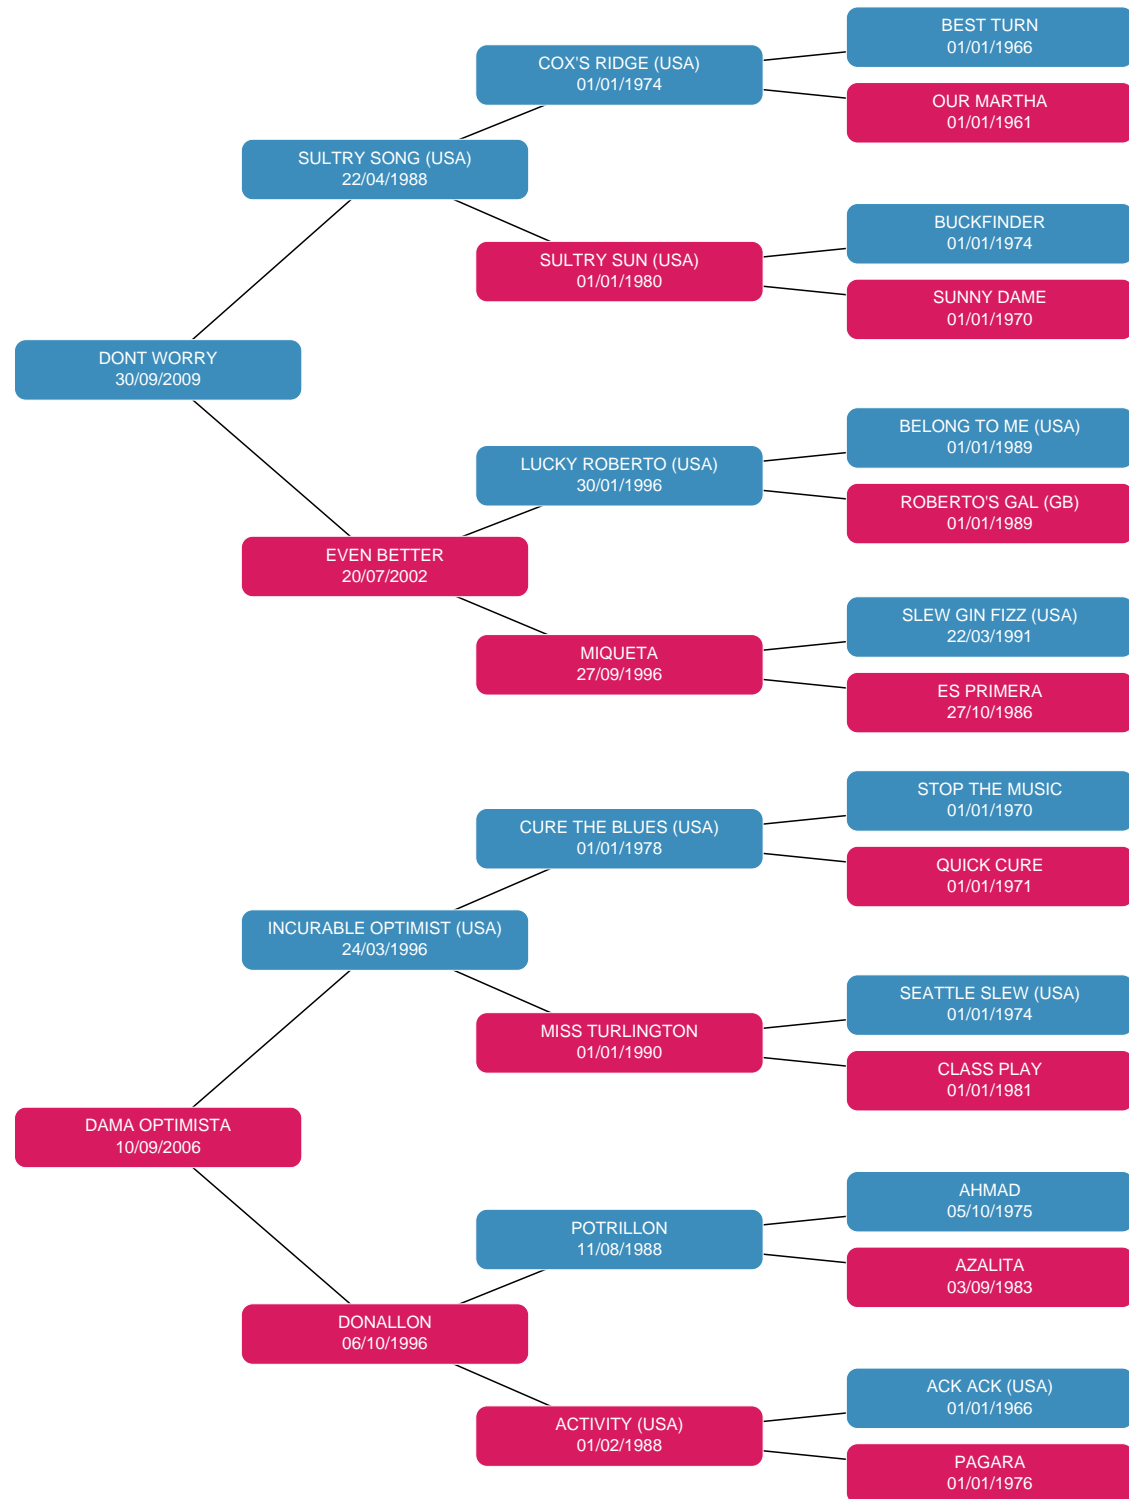 BEST TURN
01/01/1966
COX'S RIDGE (USA)
01/01/1974
OUR MARTHA
01/01/1961
SULTRY SONG (USA)
22/04/1988
BUCKFINDER
01/01/1974
SULTRY SUN (USA)
01/01/1980
SUNNY DAME
01/01/1970
DONT WORRY
30/09/2009
BELONG TO ME (USA)
01/01/1989
LUCKY ROBERTO (USA)
30/01/1996
ROBERTO'S GAL (GB)
01/01/1989
EVEN BETTER
20/07/2002
SLEW GIN FIZZ (USA)
22/03/1991
MIQUETA
27/09/1996
ES PRIMERA
27/10/1986
STOP THE MUSIC
01/01/1970
CURE THE BLUES (USA)
01/01/1978
QUICK CURE
01/01/1971
INCURABLE OPTIMIST (USA)
24/03/1996
SEATTLE SLEW (USA)
01/01/1974
MISS TURLINGTON
01/01/1990
CLASS PLAY
01/01/1981
DAMA OPTIMISTA
10/09/2006
AHMAD
05/10/1975
POTRILLON
11/08/1988
AZALITA
03/09/1983
DONALLON
06/10/1996
ACK ACK (USA)
01/01/1966
ACTIVITY (USA)
01/02/1988
PAGARA
01/01/1976